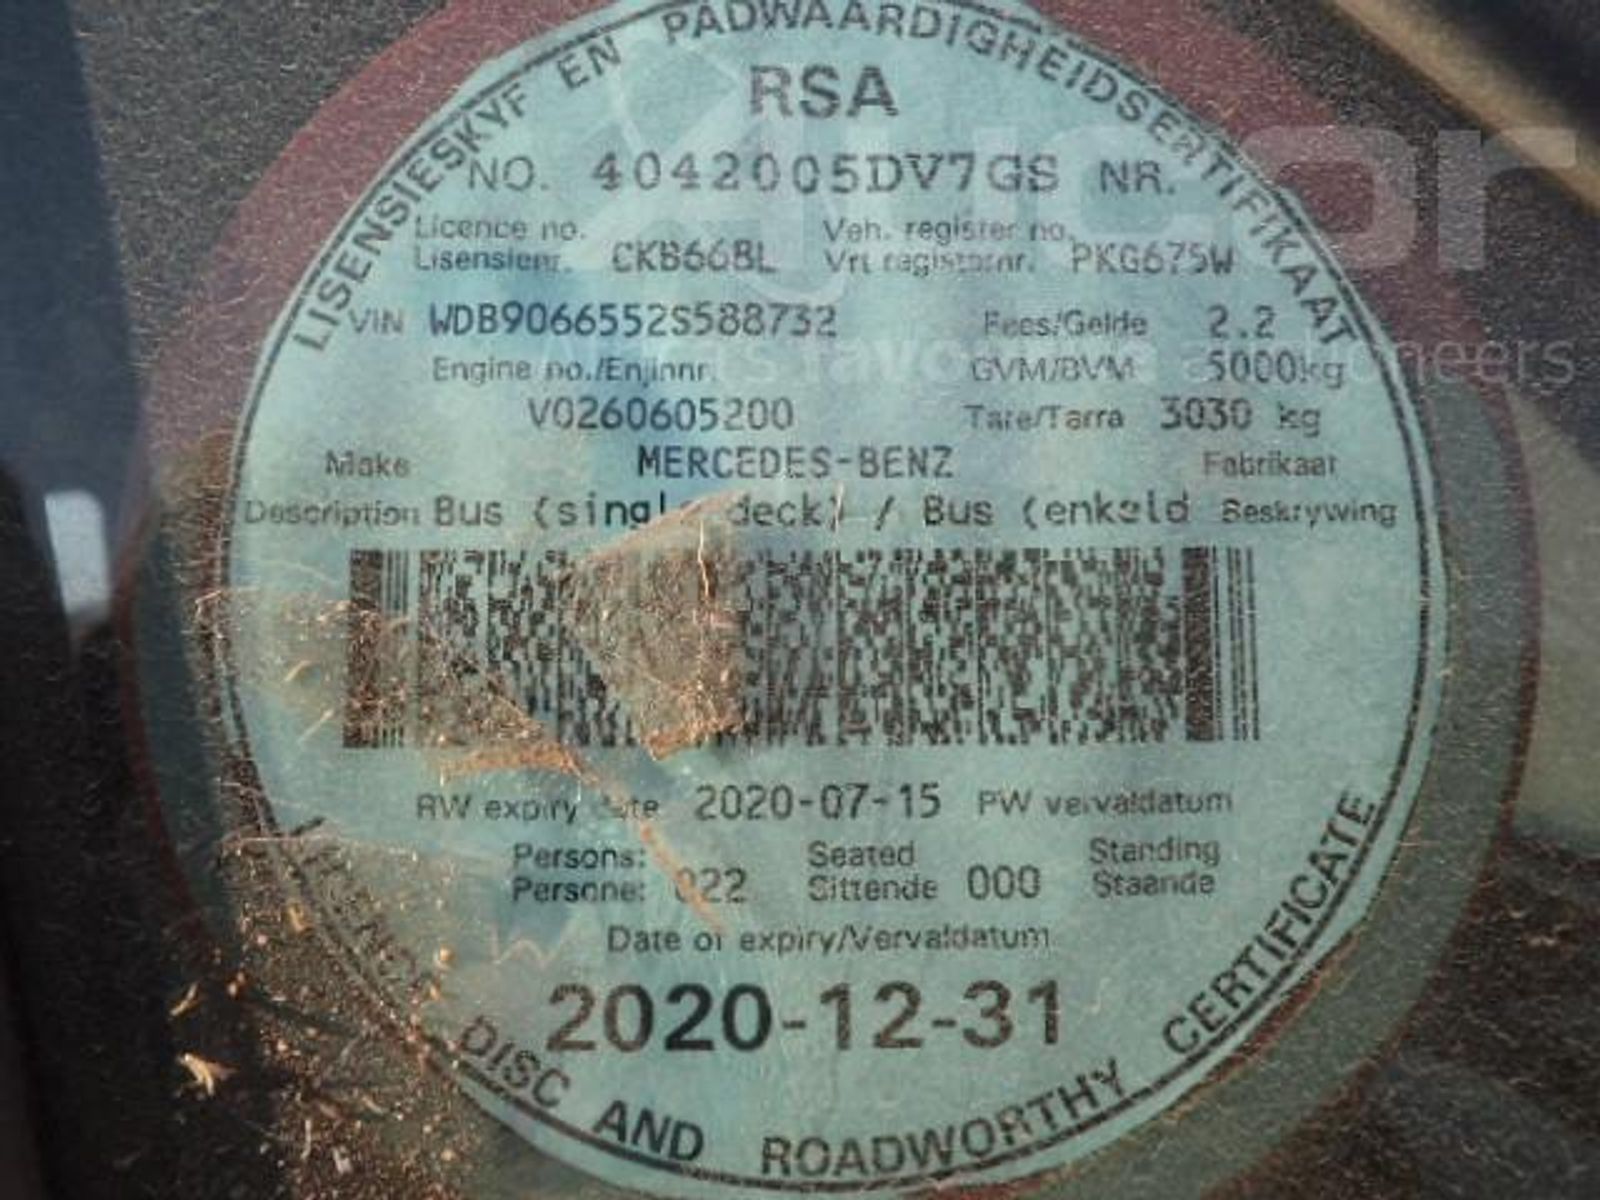 LISENSIESKYF EN PADWAARDIGHEIDSERTIFIKAAT
RSA
NO. 4042005DV7GS NR.
Licence no. Veh. register no.
Lisensienr. CKB668L Vrt registernr. PKG675W
VIN WDB9066552S588732 Fees/Gelde 2.2
Engine no./Enjinnr. GVM/BVM 5000kg
V0260605200 Tare/Tarra 3030 kg
Make MERCEDES-BENZ Fabrikaat
Description Bus (single deck) / Bus (enkeld Beskrywing
RW expiry date 2020-07-15 PW vervaldatum
Persons: Seated Standing
Persone: 022 Sittende 000 Staande
Date of expiry/Vervaldatum
2020-12-31
LICENCE DISC AND ROADWORTHY CERTIFICATE